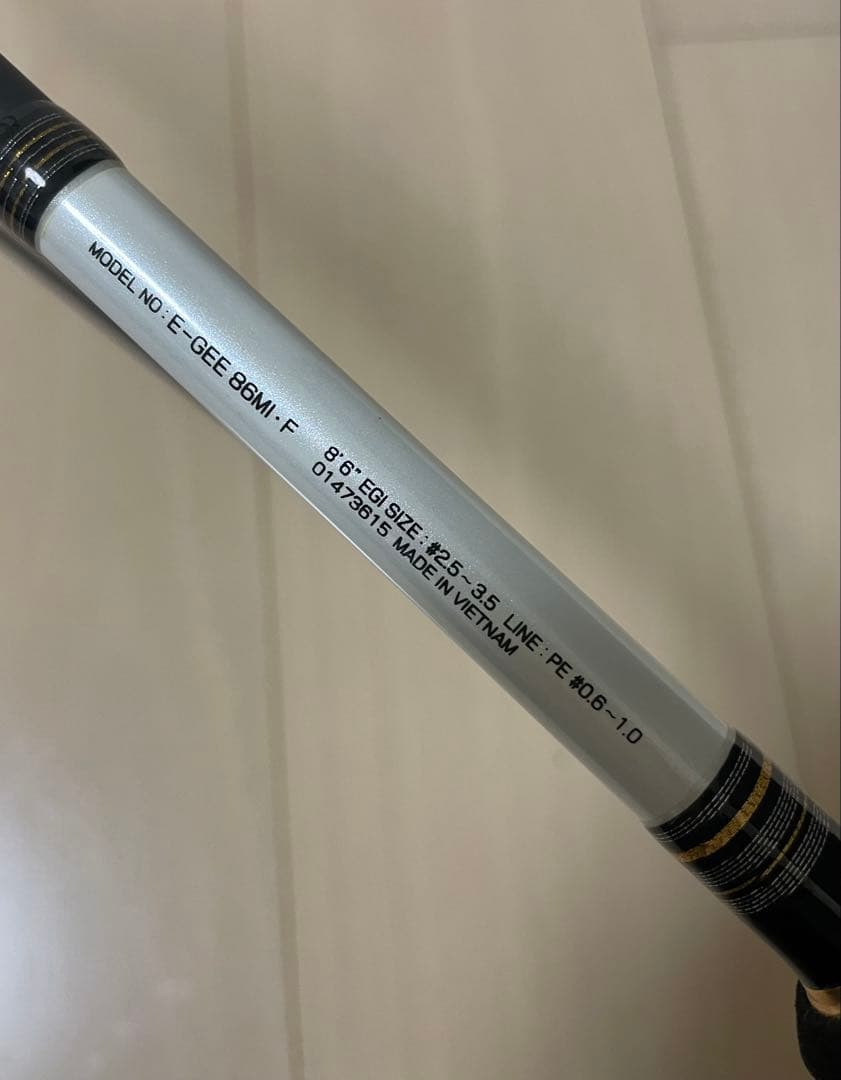 MODEL NO : E-GEE 86MI・F
8'6" EGI SIZE : #2.5~3.5 LINE : PE #0.6~1.0
01473615 MADE IN VIETNAM